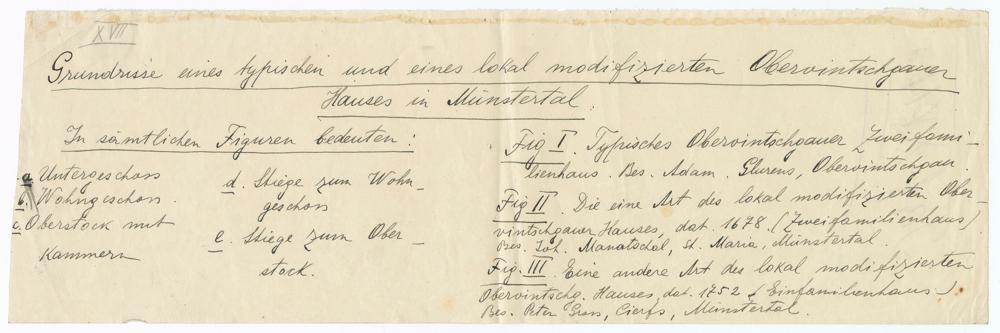 XVII
Grundrisse eines typischen und eines lokal modifizierten Obervintschgauer
Hauses in Münstertal.
In sämtlichen Figuren bedeuten:
a Untergeschoss
b. Wohngeschoss.
c. Oberstock mit
Kammern
d. Stiege zum Wohn-
geschoss
e. Stiege zum Ober-
stock.
Fig I. Typisches Obervintschgauer Zweifami-
lienhaus. Bes. Adam. Glurens, Obervintschgau
Fig II. Die eine Art des lokal modifizierten Ober-
vintschgauer Hauses, dat. 1678. (Zweifamilienhaus)
Bes. Joh. Manatschal, St. Maria, Münstertal.
Fig. III. Eine andere Art des lokal modifizierten
Obervintschg. Hauses, dat. 1752 (Einfamilienhaus.)
Bes. Peter Gross, Cierfs, Münstertal.